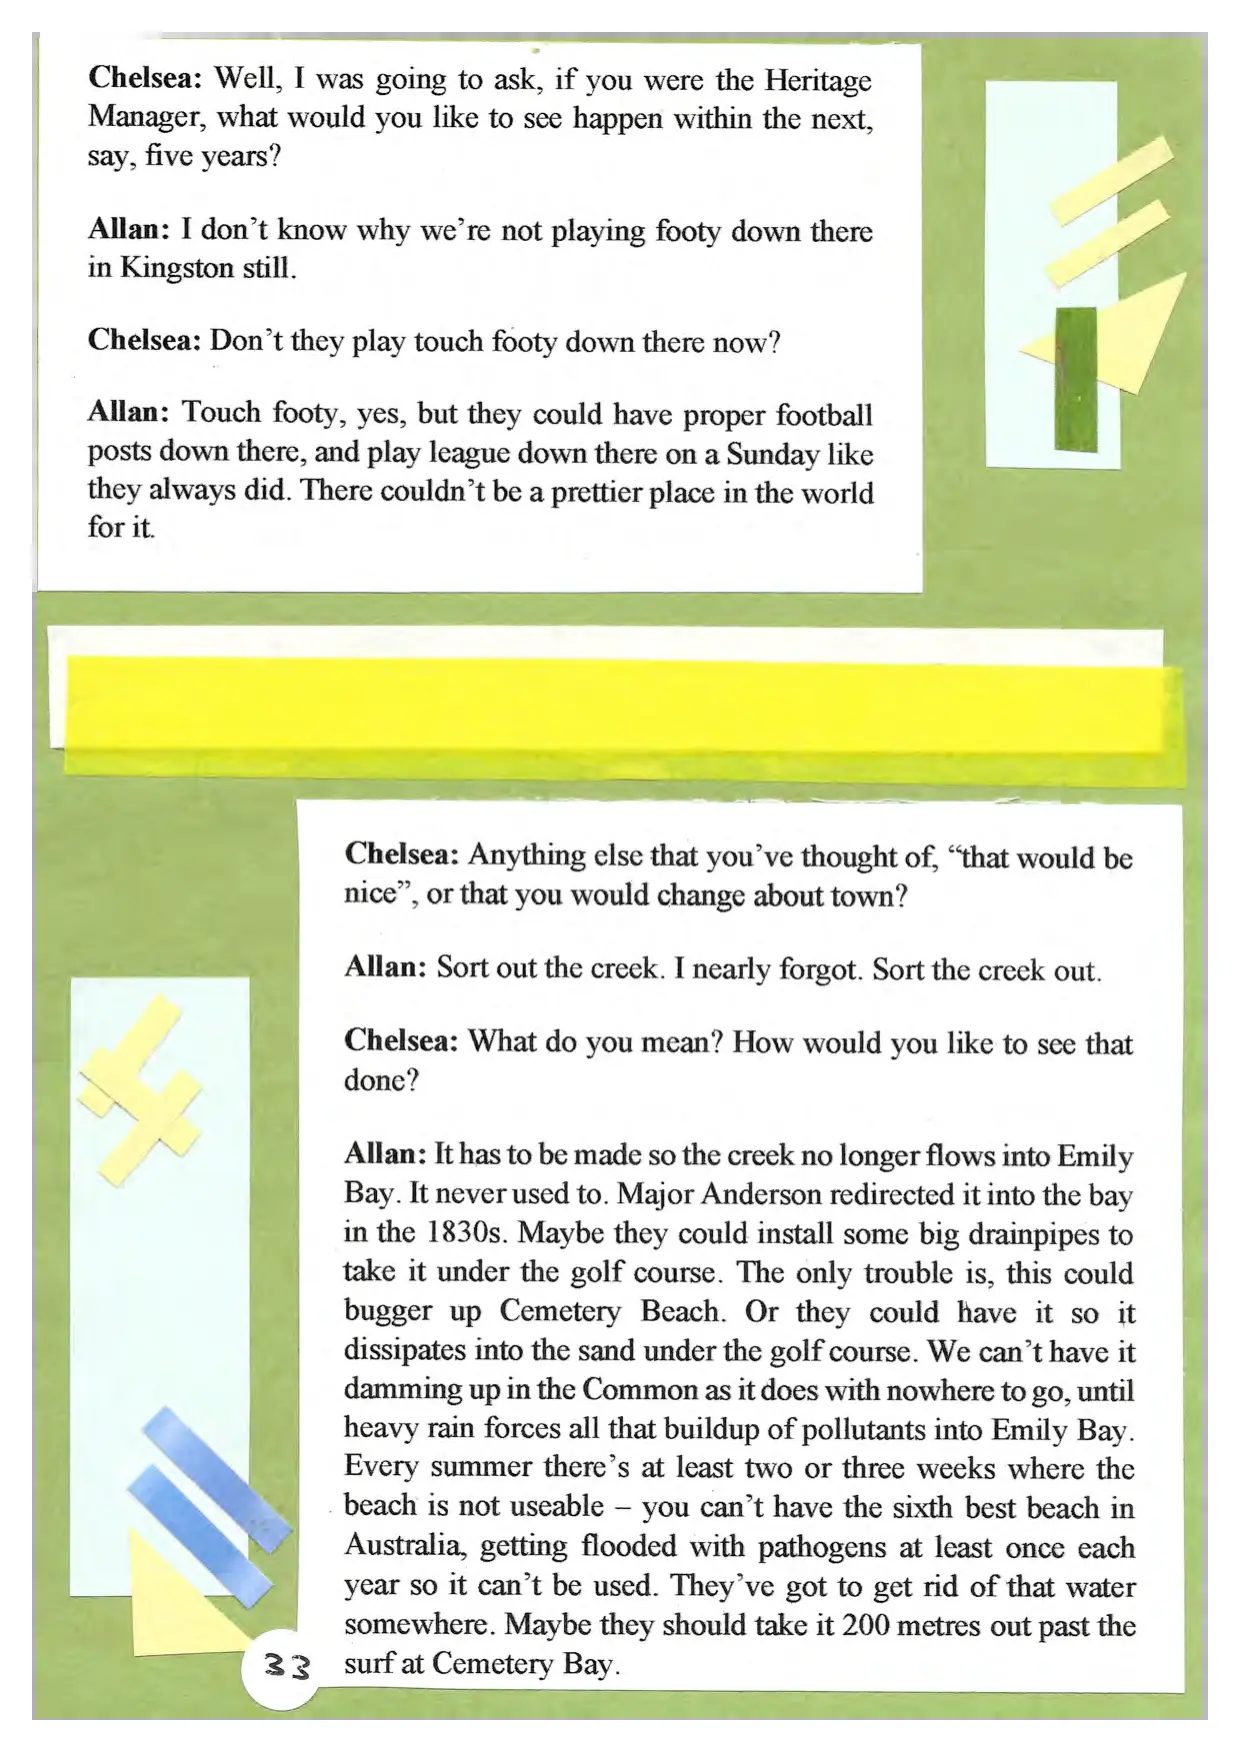 Chelsea: Well, I was going to ask, if you were the Heritage
Manager, what would you like to see happen within the next,
say, five years?
Allan: I don't know why we're not playing footy down there
in Kingston still.
Chelsea: Don't they play touch footy down there now?
Allan: Touch footy, yes, but they could have proper football
posts down there, and play league down there on a Sunday like
they always did. There couldn't be a prettier place in the world
for it.
Chelsea: Anything else that you've thought of, “that would be
nice”, or that you would change about town?
Allan: Sort out the creek. I nearly forgot. Sort the creek out.
Chelsea: What do you mean? How would you like to see that
done?
Allan: It has to be made so the creek no longer flows into Emily
Bay. It never used to. Major Anderson redirected it into the bay
in the 1830s. Maybe they could install some big drainpipes to
take it under the golf course. The only trouble is, this could
bugger up Cemetery Beach. Or they could have it so it
dissipates into the sand under the golf course. We can't have it
damming up in the Common as it does with nowhere to go, until
heavy rain forces all that buildup of pollutants into Emily Bay.
Every summer there's at least two or three weeks where the
beach is not useable – you can't have the sixth best beach in
Australia, getting flooded with pathogens at least once each
year so it can't be used. They've got to get rid of that water
somewhere. Maybe they should take it 200 metres out past the
surf at Cemetery Bay.
33